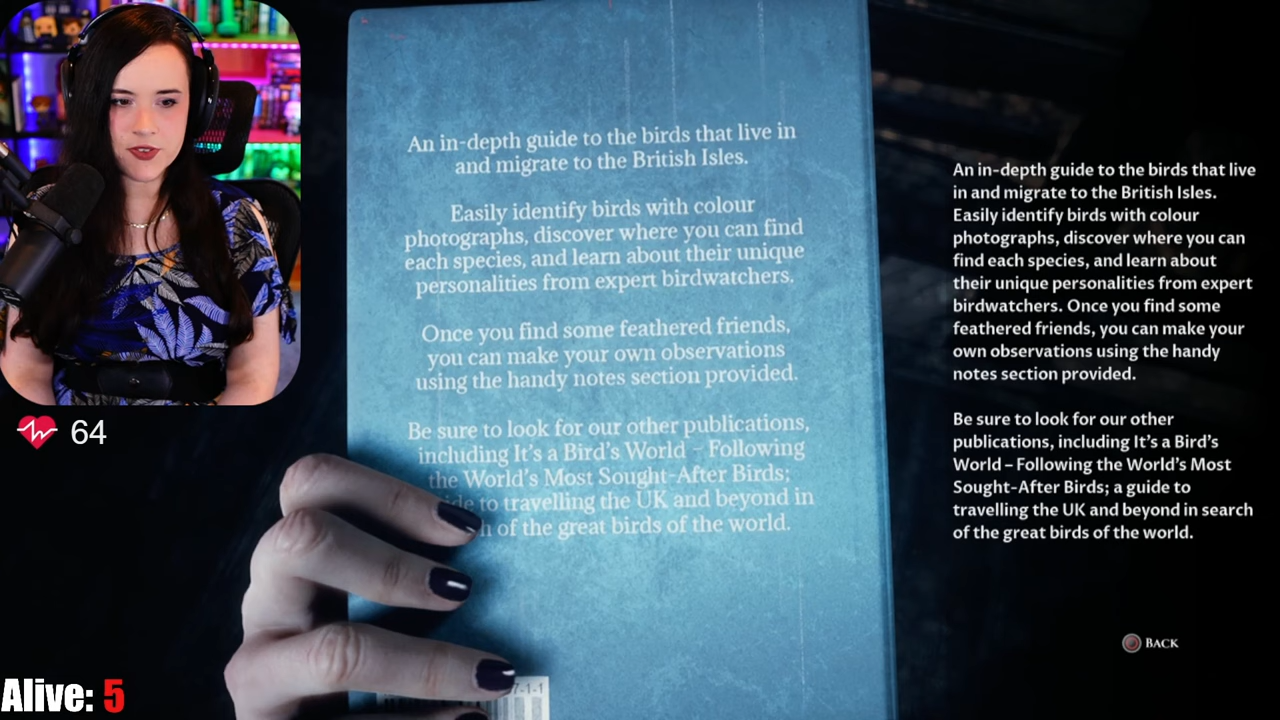 An in-depth guide to the birds that live in
and migrate to the British Isles.
Easily identify birds with colour
photographs, discover where you can find
each species, and learn about their unique
personalities from expert birdwatchers.
Once you find some feathered friends,
you can make your own observations
using the handy notes section provided.
Be sure to look for our other publications,
including It's a Bird's World – Following
the World's Most Sought-After Birds;
to travelling the UK and beyond in
of the great birds of the world.
7-1-1
An in-depth guide to the birds that live
in and migrate to the British Isles.
Easily identify birds with colour
photographs, discover where you can
find each species, and learn about
their unique personalities from expert
birdwatchers. Once you find some
feathered friends, you can make your
own observations using the handy
notes section provided.
Be sure to look for our other
publications, including It's a Bird's
World – Following the World's Most
Sought-After Birds; a guide to
travelling the UK and beyond in search
of the great birds of the world.
BACK
64
Alive: 5